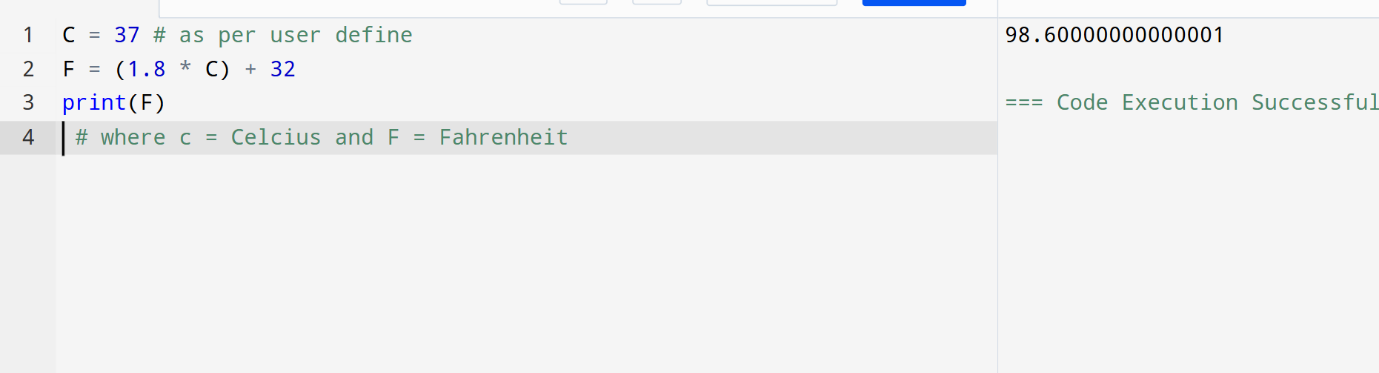 1 C = 37 # as per user define
2 F = (1.8 * C) + 32
3 print(F)
4 # where c = Celcius and F = Fahrenheit
98.60000000000001
=== Code Execution Successful